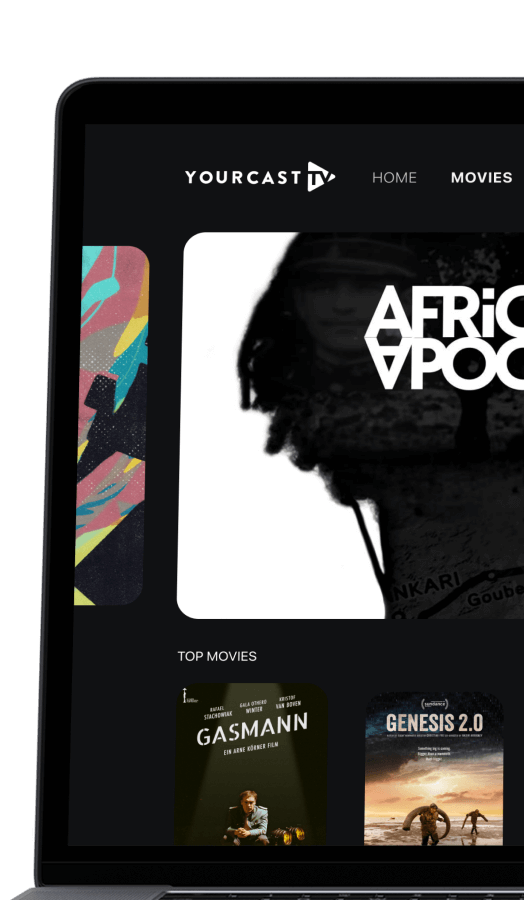 YOURCAST TV
HOME
MOVIES
AFRiC
APOC
NKARI
Goube
TOP MOVIES
RAFAEL STACHOWIAK
GALA OTHERO WINTER
KRISTOF VAN BOVEN
GASMANN
EIN ARNE KÖRNER FILM
sundance
GENESIS 2.0